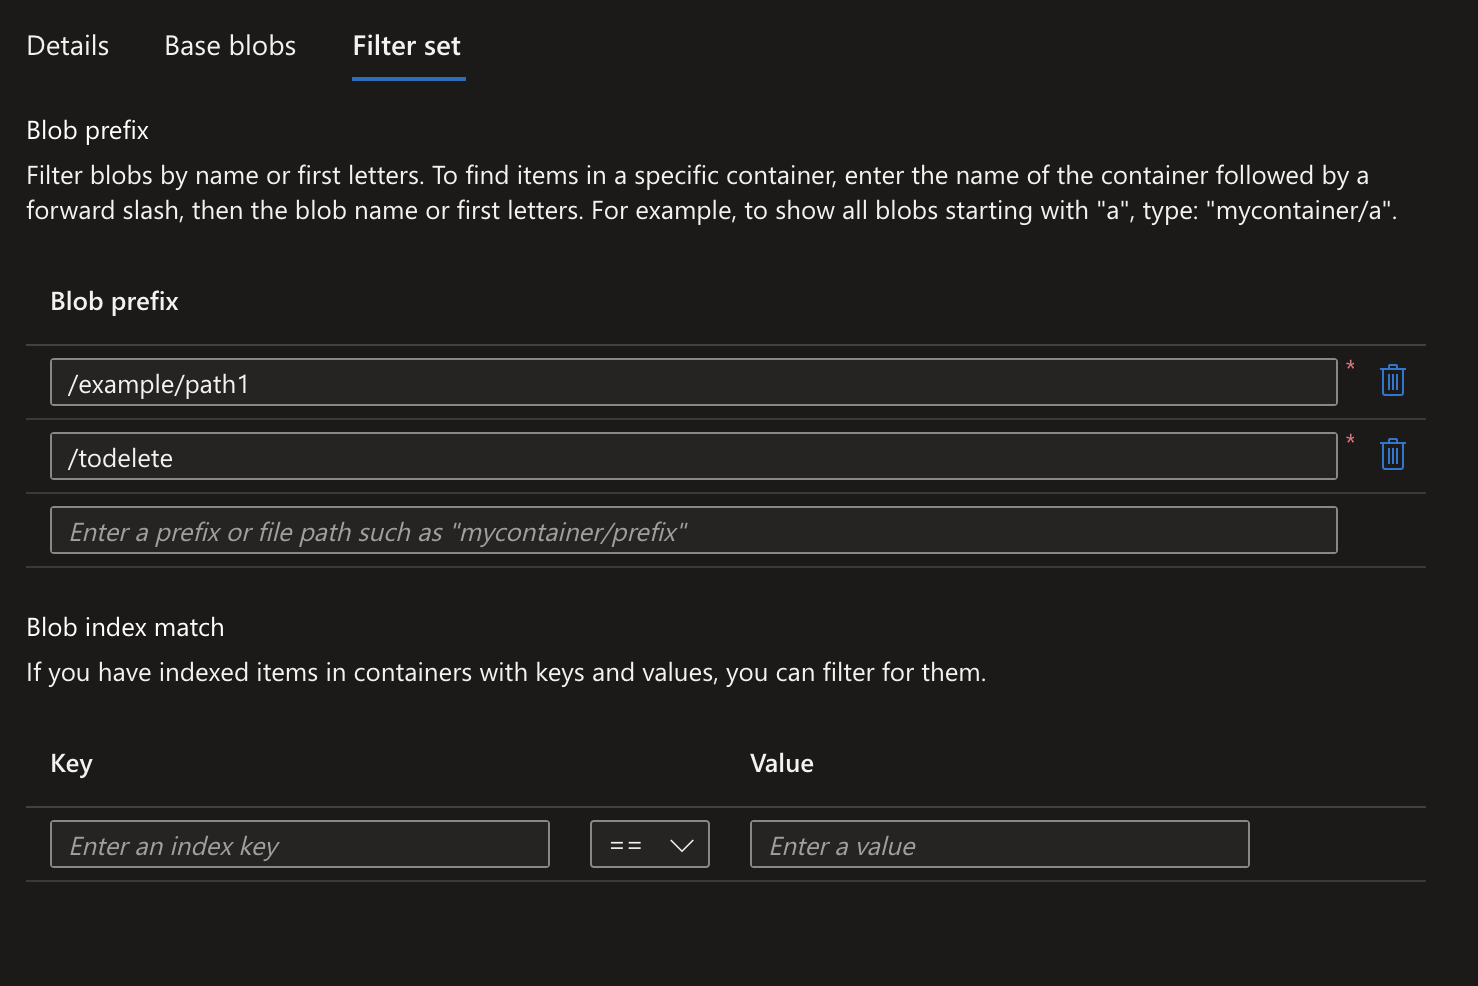 Details Base blobs Filter set
Blob prefix
Filter blobs by name or first letters. To find items in a specific container, enter the name of the container followed by a
forward slash, then the blob name or first letters. For example, to show all blobs starting with "a", type: "mycontainer/a".
Blob prefix
/example/path1 *
/todelete *
Enter a prefix or file path such as "mycontainer/prefix"
Blob index match
If you have indexed items in containers with keys and values, you can filter for them.
Key Value
Enter an index key == Enter a value